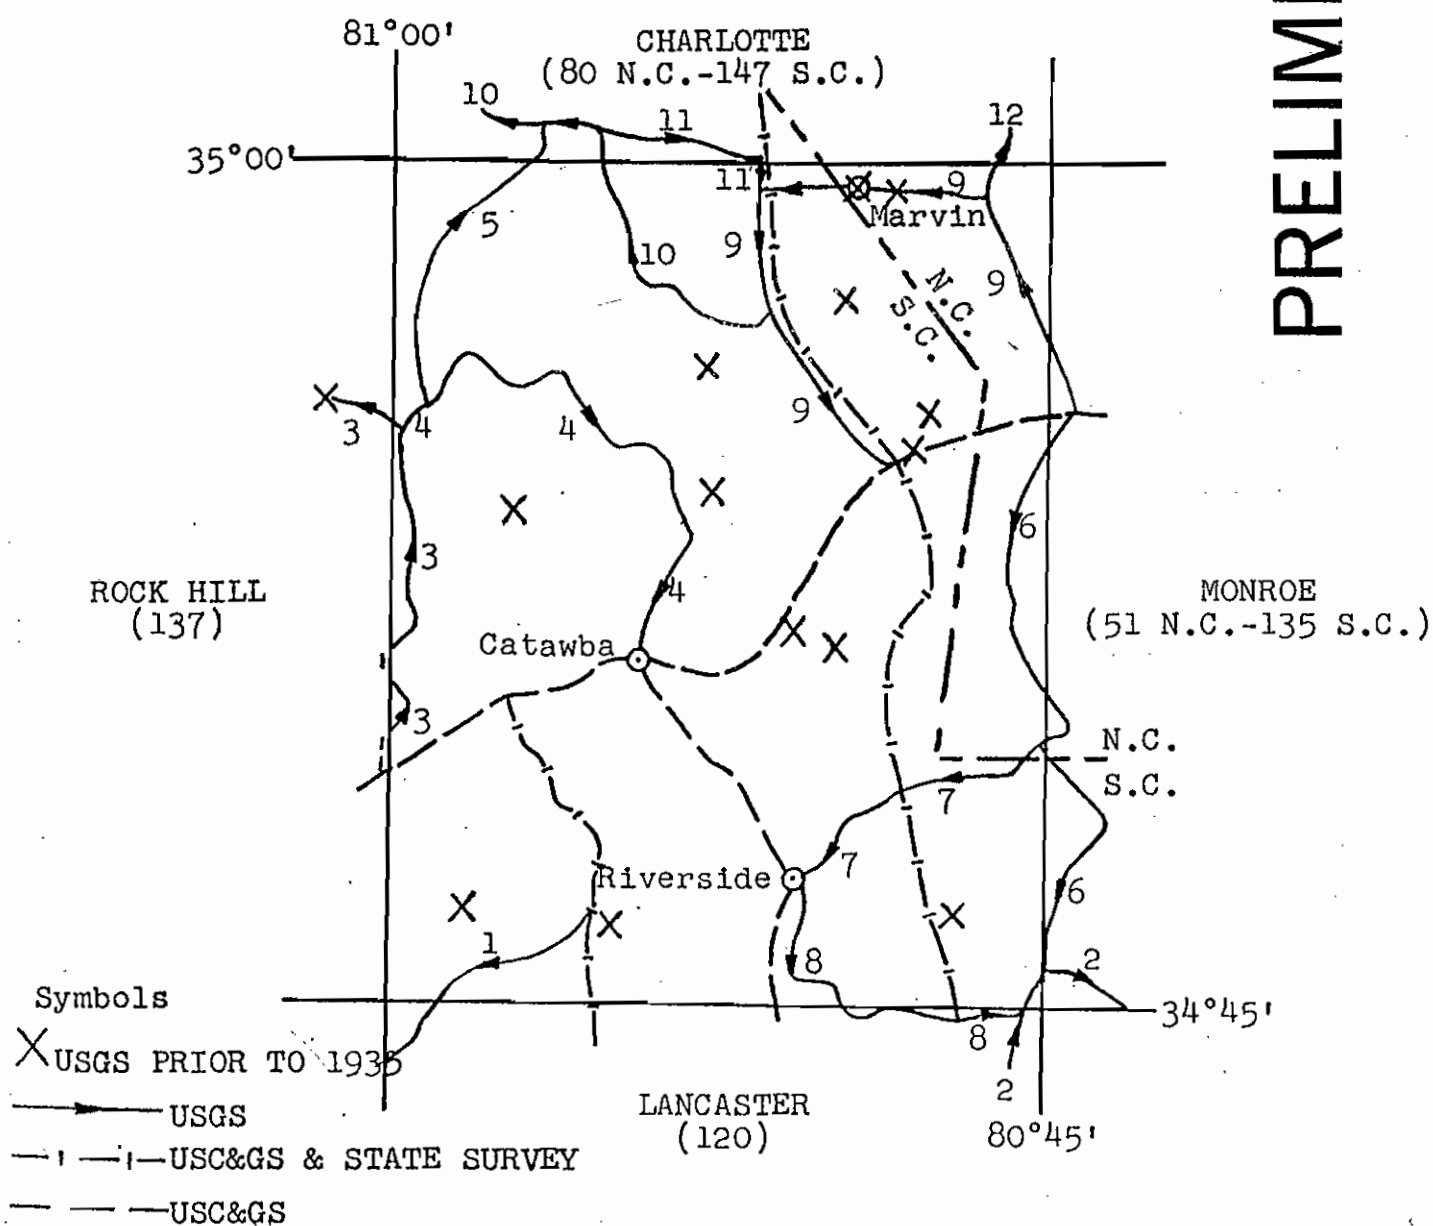 81°00'
CHARLOTTE
(80 N.C.-147 S.C.)
PRELIMI
10
11
12
35°00'
11
9
Marvin
5
9
10
N.C.
S.C.
9
9
3
4
4
6
3
4
ROCK HILL
(137)
MONROE
(51 N.C.-135 S.C.)
Catawba
3
N.C.
S.C.
7
7
Riverside
6
1
8
2
Symbols
34°45'
USGS PRIOR TO 1935
8
2
USGS
LANCASTER
(120)
80°45'
USC&GS & STATE SURVEY
USC&GS